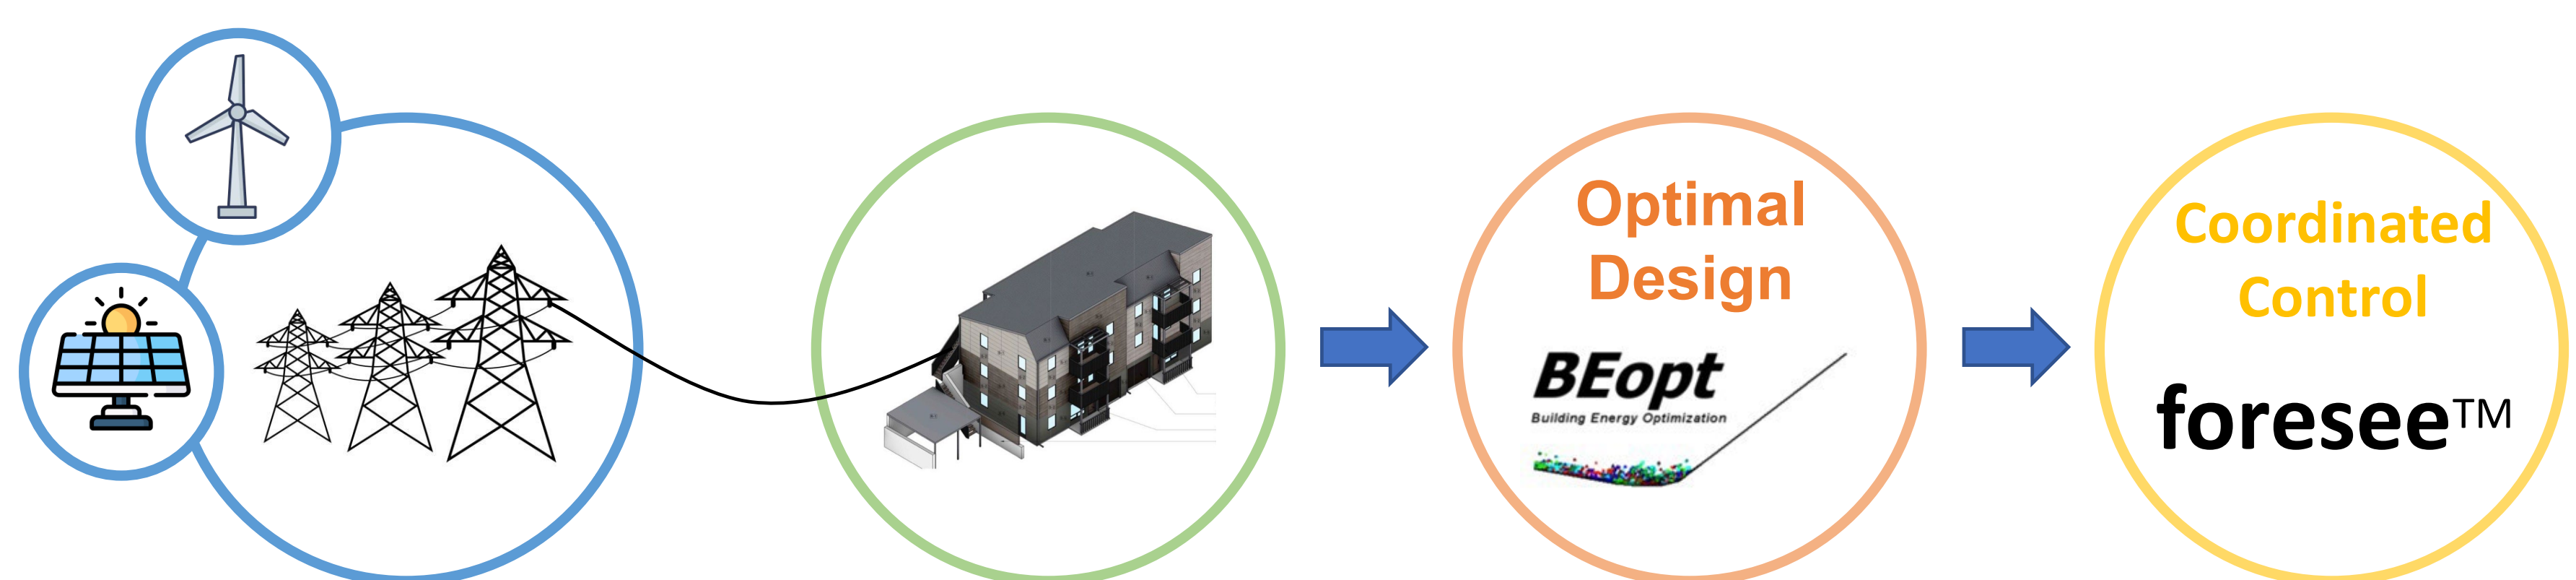 Optimal
Design
BEopt
Building Energy Optimization
Coordinated
Control
foresee™